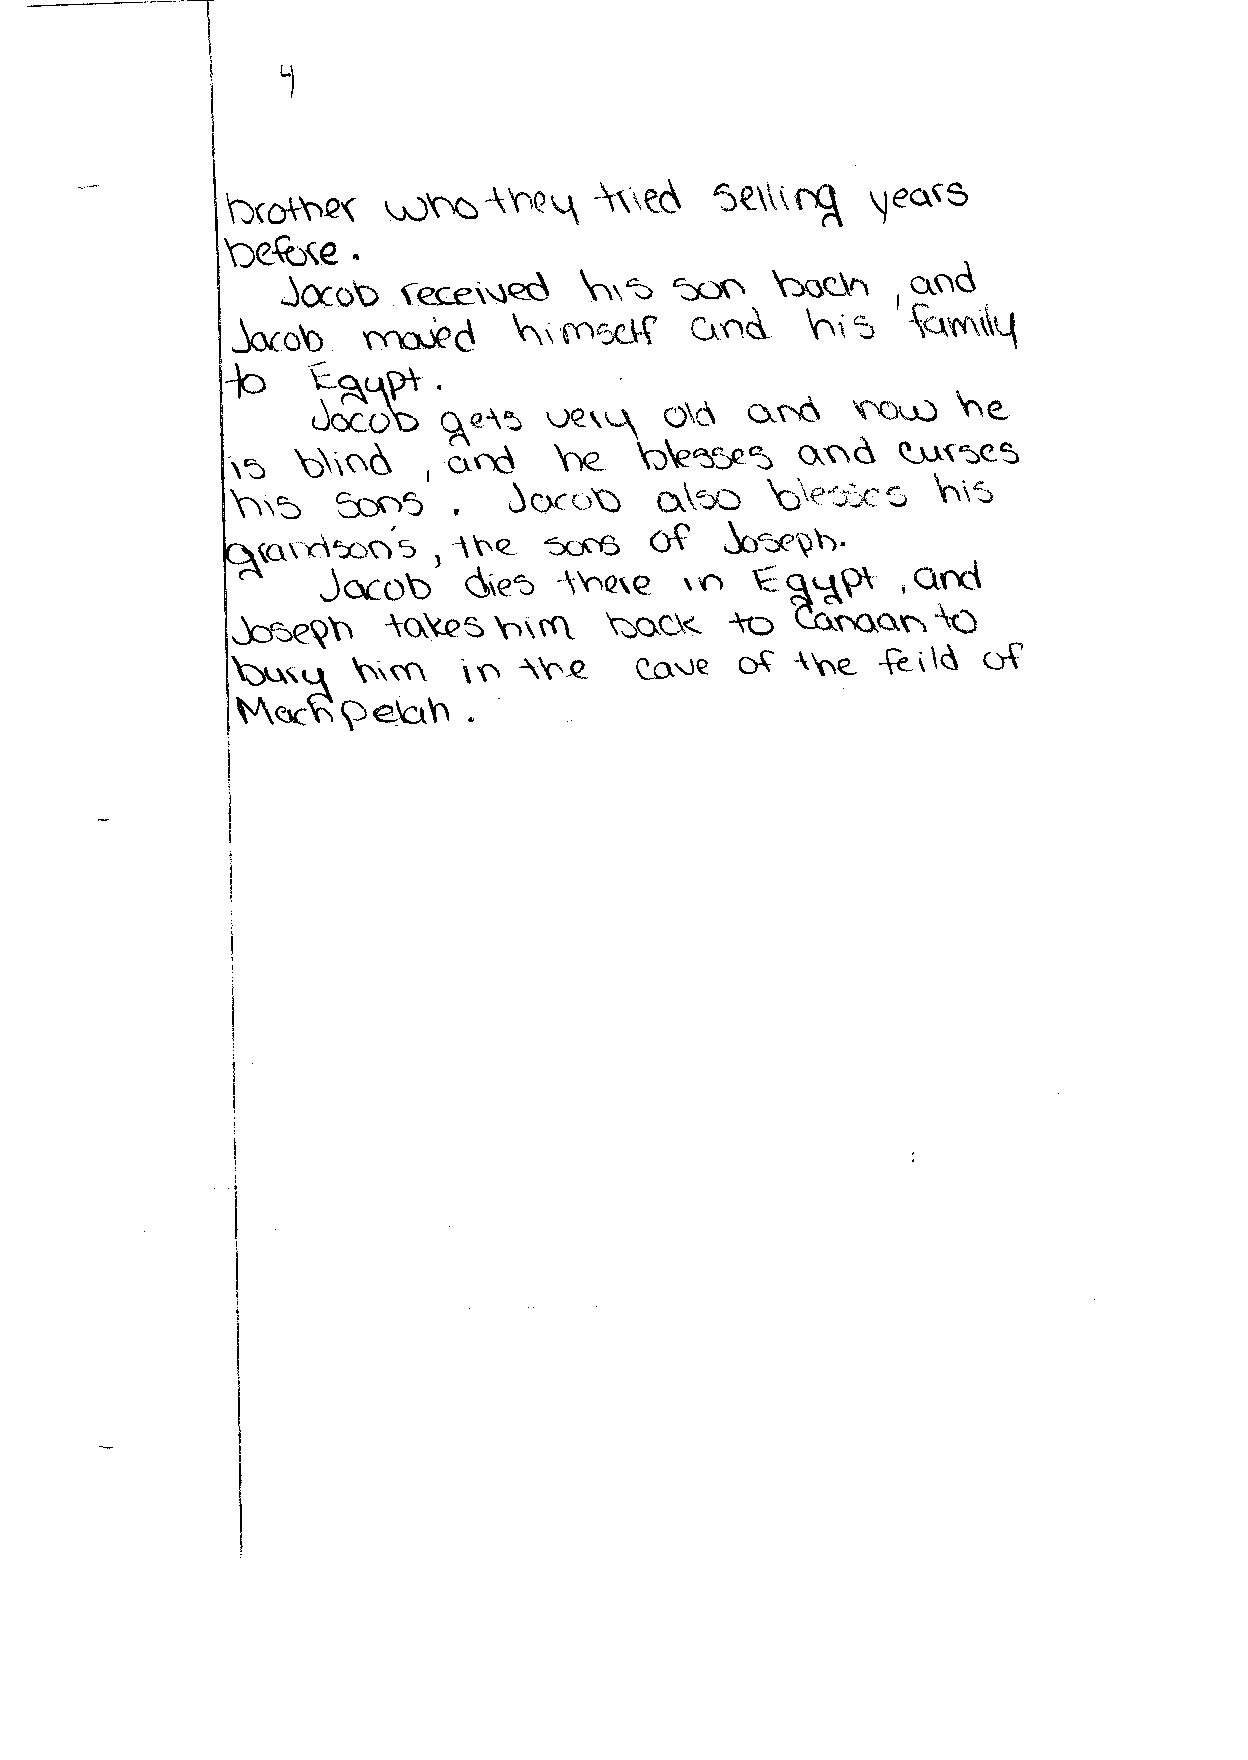 4
brother who they tried selling years
before.
Jacob received his son back, and
Jacob moved himself and his family
to Egypt.
Jacob gets very old and now he
is blind, and he blesses and curses
his sons. Jacob also blesses his
grandson's, the sons of Joseph.
Jacob dies there in Egypt, and
Joseph takes him back to Canaan to
bury him in the cave of the feild of
Machpelah.